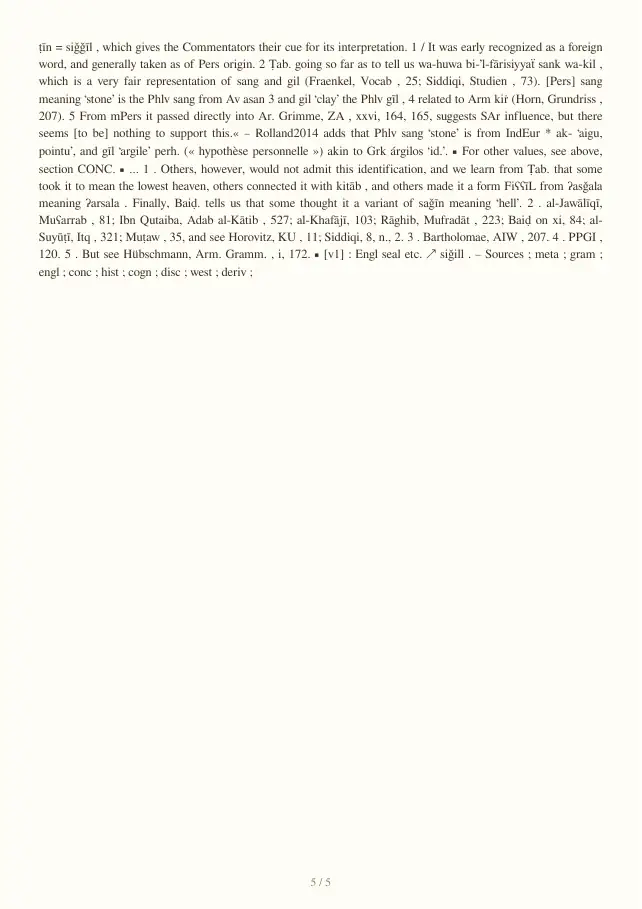 ṭīn = siǧǧīl , which gives the Commentators their cue for its interpretation. 1 / It was early recognized as a foreign
word, and generally taken as of Pers origin. 2 Ṭab. going so far as to tell us wa-huwa bi-'l-fārisiyyaẗ sank wa-kil ,
which is a very fair representation of sang and gil (Fraenkel, Vocab , 25; Siddiqi, Studien , 73). [Pers] sang
meaning ‘stone’ is the Phlv sang from Av asan 3 and gil ‘clay’ the Phlv gīl , 4 related to Arm kiṙ (Horn, Grundriss ,
207). 5 From mPers it passed directly into Ar. Grimme, ZA , xxvi, 164, 165, suggests SAr influence, but there
seems [to be] nothing to support this.« – Rolland2014 adds that Phlv sang ‘stone’ is from IndEur * ak- ‘aigu,
pointu’, and gīl ‘argile’ perh. (« hypothèse personnelle ») akin to Grk árgilos ‘id.’. ▪ For other values, see above,
section CONC. ▪ ... 1 . Others, however, would not admit this identification, and we learn from Ṭab. that some
took it to mean the lowest heaven, others connected it with kitāb , and others made it a form FiʕʕīL from ʔasǧala
meaning ʔarsala . Finally, Baiḍ. tells us that some thought it a variant of saǧīn meaning ‘hell’. 2 . al-Jawālīqī,
Muʕarrab , 81; Ibn Qutaiba, Adab al-Kātib , 527; al-Khafājī, 103; Rāghib, Mufradāt , 223; Baiḍ on xi, 84; al-
Suyūṭī, Itq , 321; Muṭaw , 35, and see Horovitz, KU , 11; Siddiqi, 8, n., 2. 3 . Bartholomae, AIW , 207. 4 . PPGI ,
120. 5 . But see Hübschmann, Arm. Gramm. , i, 172. ▪ [v1] : Engl seal etc. ↗ siǧill . – Sources ; meta ; gram ;
engl ; conc ; hist ; cogn ; disc ; west ; deriv ;
5 / 5